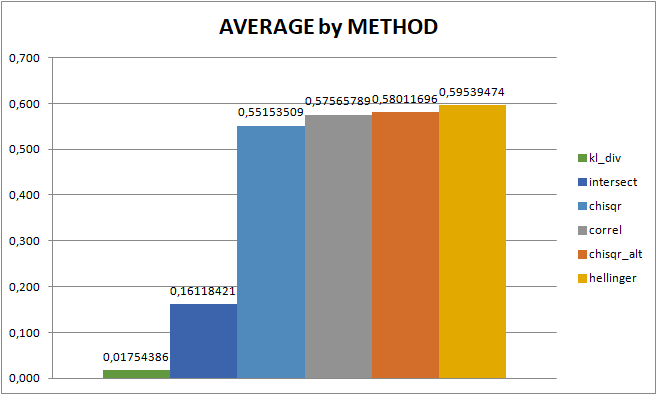 AVERAGE by METHOD
0,700
0,600
0,500
0,400
0,300
0,200
0,100
0,000
0,01754386
0,16118421
0,55153509
0,57565789
0,58011696
0,59539474
kl_div
intersect
chisqr
correl
chisqr_alt
hellinger